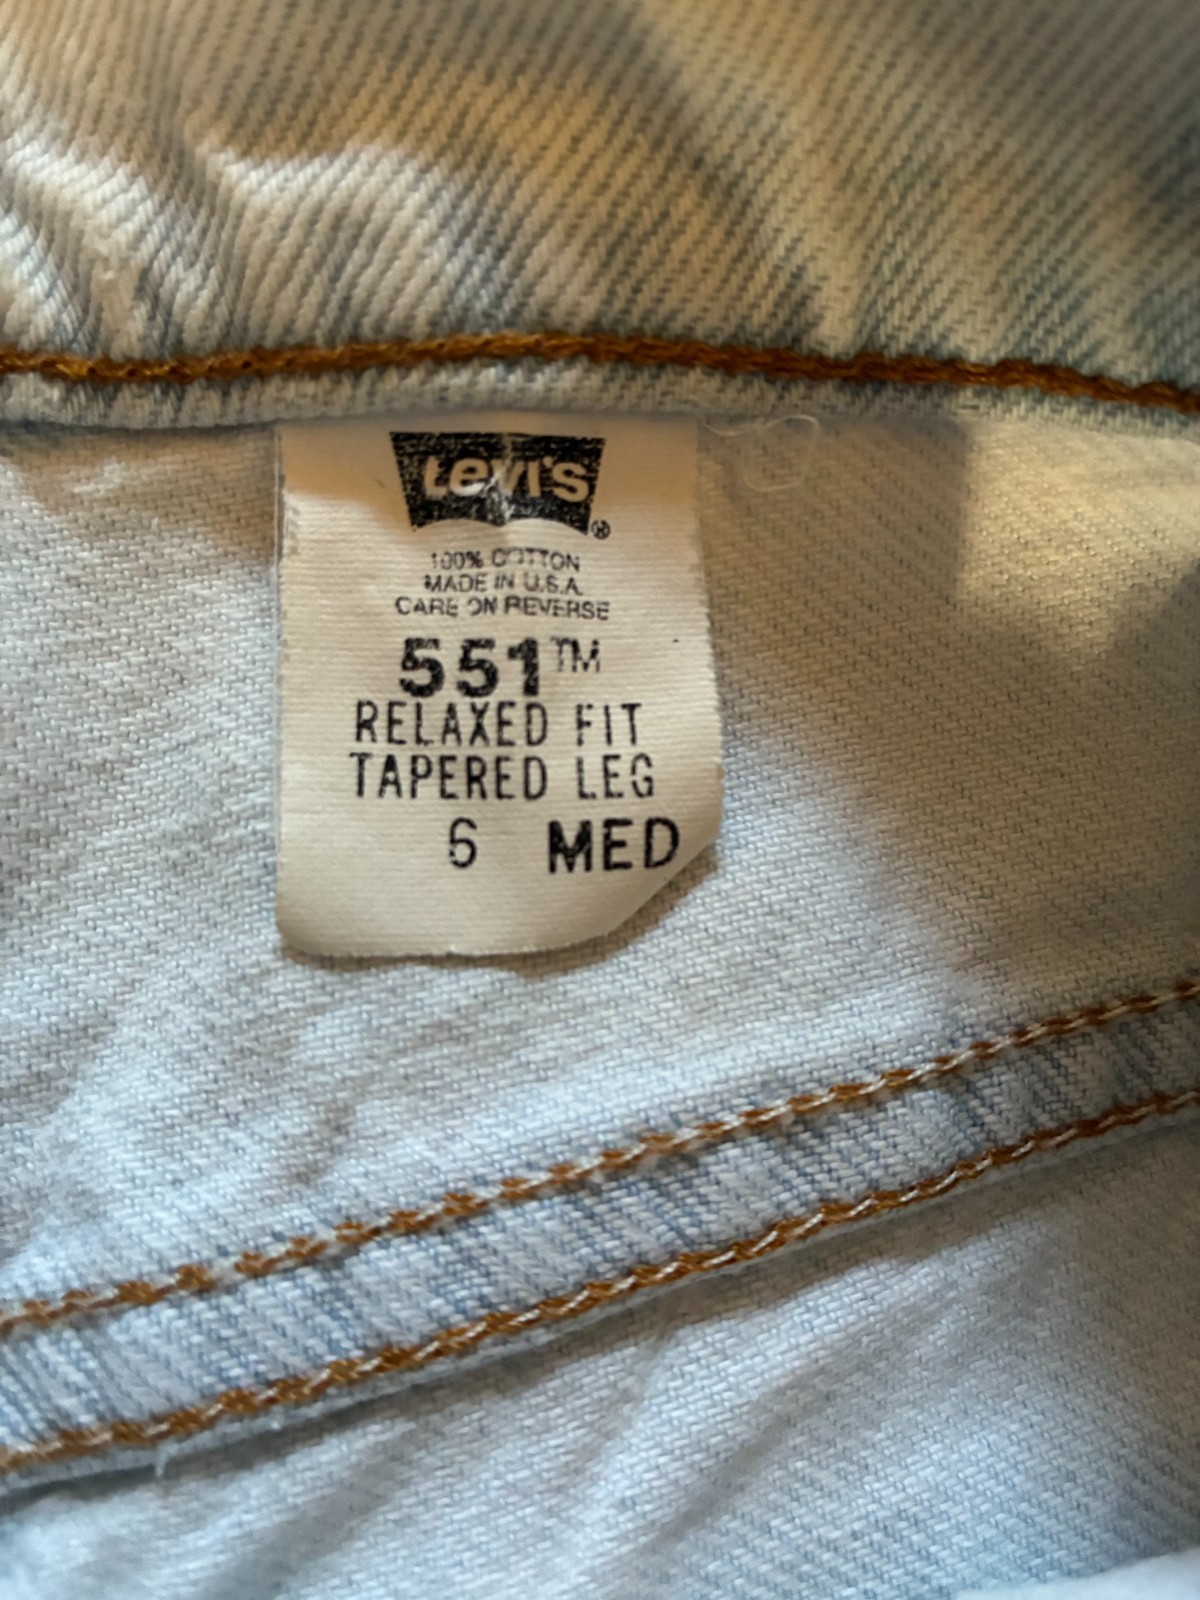 Levi's®
100% COTTON
MADE IN U.S.A.
CARE ON REVERSE
551™
RELAXED FIT
TAPERED LEG
6 MED